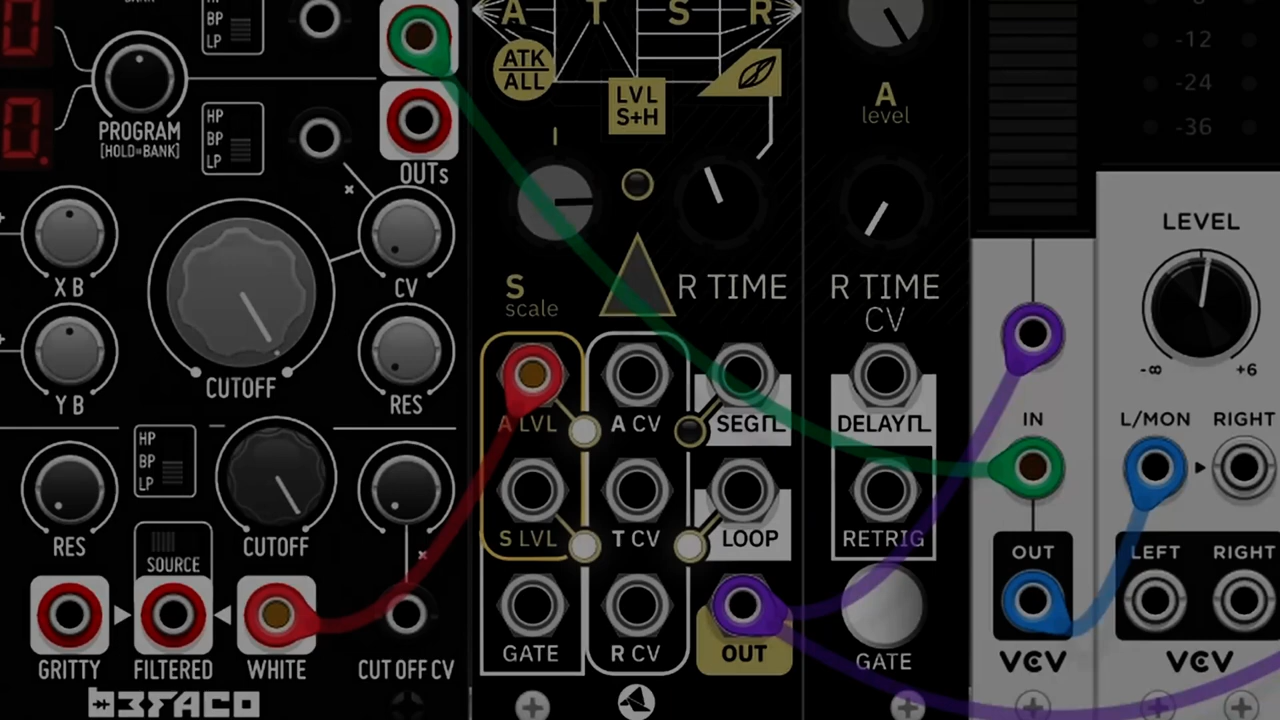 HP
BP
LP
A T S R
ATK
ALL
LVL
S+H
PROGRAM
[HOLD=BANK]
HP
BP
LP
OUTs
A
level
-12
-24
-36
X B
CV
S
scale
R TIME
R TIME
CV
LEVEL
-∞ +6
Y B
CUTOFF
RES
A LVL
A CV
SEG
DELAY
IN
L/MON
RIGHT
HP
BP
LP
RES
CUTOFF
S LVL
T CV
LOOP
RETRIG
SOURCE
OUT
LEFT
RIGHT
GRITTY
FILTERED
WHITE
CUT OFF CV
GATE
R CV
OUT
GATE
VCV
VCV
B3FACO